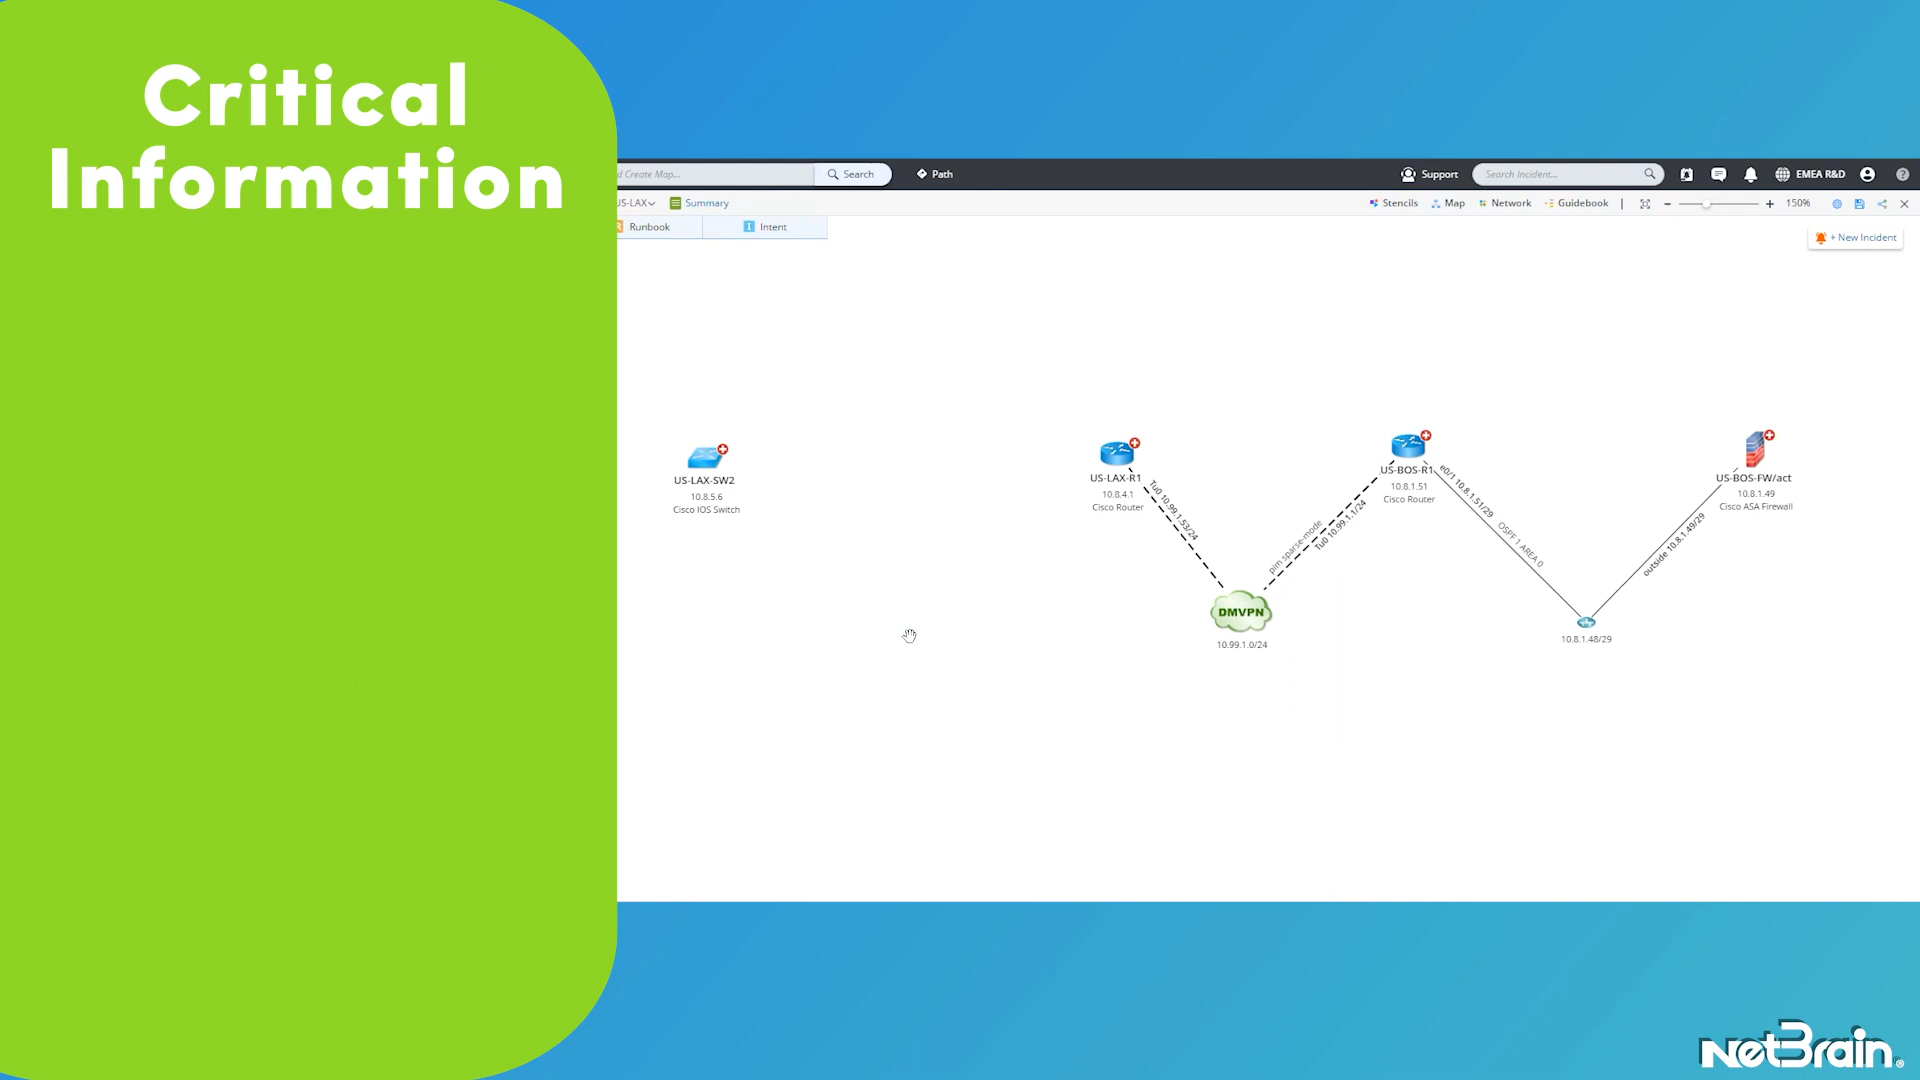 Critical
Information
d Create Map...
Search
Path
Support
Search Incident...
EMEA R&D
US-LAX
Summary
Stencils
Map
Network
Guidebook
150%
Runbook
Intent
+ New Incident
US-LAX-SW2
10.8.5.6
Cisco IOS Switch
US-LAX-R1
10.8.4.1
Cisco Router
Tu0 10.99.1.53/24
US-BOS-R1
10.8.1.51
Cisco Router
pim sparse-mode
Tu0 10.99.1.1/24
e0/1 10.8.1.51/29
OSPF 1 AREA 0
US-BOS-FW/act
10.8.1.49
Cisco ASA Firewall
outside 10.8.1.49/29
DMVPN
10.99.1.0/24
10.8.1.48/29
NetBrain®